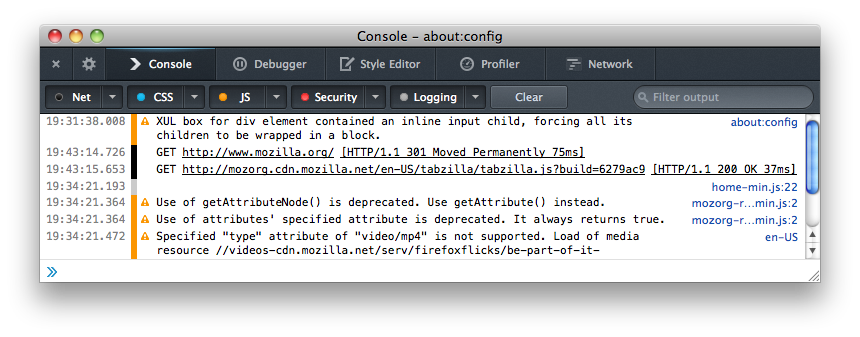 Console – about:config
Console Debugger Style Editor Profiler Network
Net CSS JS Security Logging Clear Filter output
19:31:38.008 XUL box for div element contained an inline input child, forcing all its about:config
children to be wrapped in a block.
19:43:14.726 GET http://www.mozilla.org/ [HTTP/1.1 301 Moved Permanently 75ms]
19:43:15.653 GET http://mozorg.cdn.mozilla.net/en-US/tabzilla/tabzilla.js?build=6279ac9 [HTTP/1.1 200 OK 37ms]
19:34:21.193 home-min.js:22
19:34:21.364 Use of getAttributeNode() is deprecated. Use getAttribute() instead. mozorg-r…min.js:2
19:34:21.364 Use of attributes' specified attribute is deprecated. It always returns true. mozorg-r…min.js:2
19:34:21.472 Specified "type" attribute of "video/mp4" is not supported. Load of media en-US
resource //videos-cdn.mozilla.net/serv/firefoxflicks/be-part-of-it-